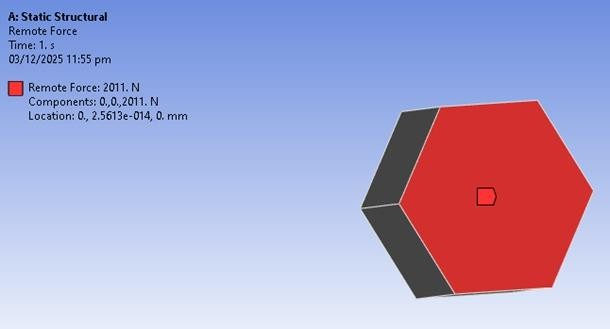 A: Static Structural
Remote Force
Time: 1. s
03/12/2025 11:55 pm
Remote Force: 2011. N
Components: 0.,0.,2011. N
Location: 0., 2.5613e-014, 0. mm